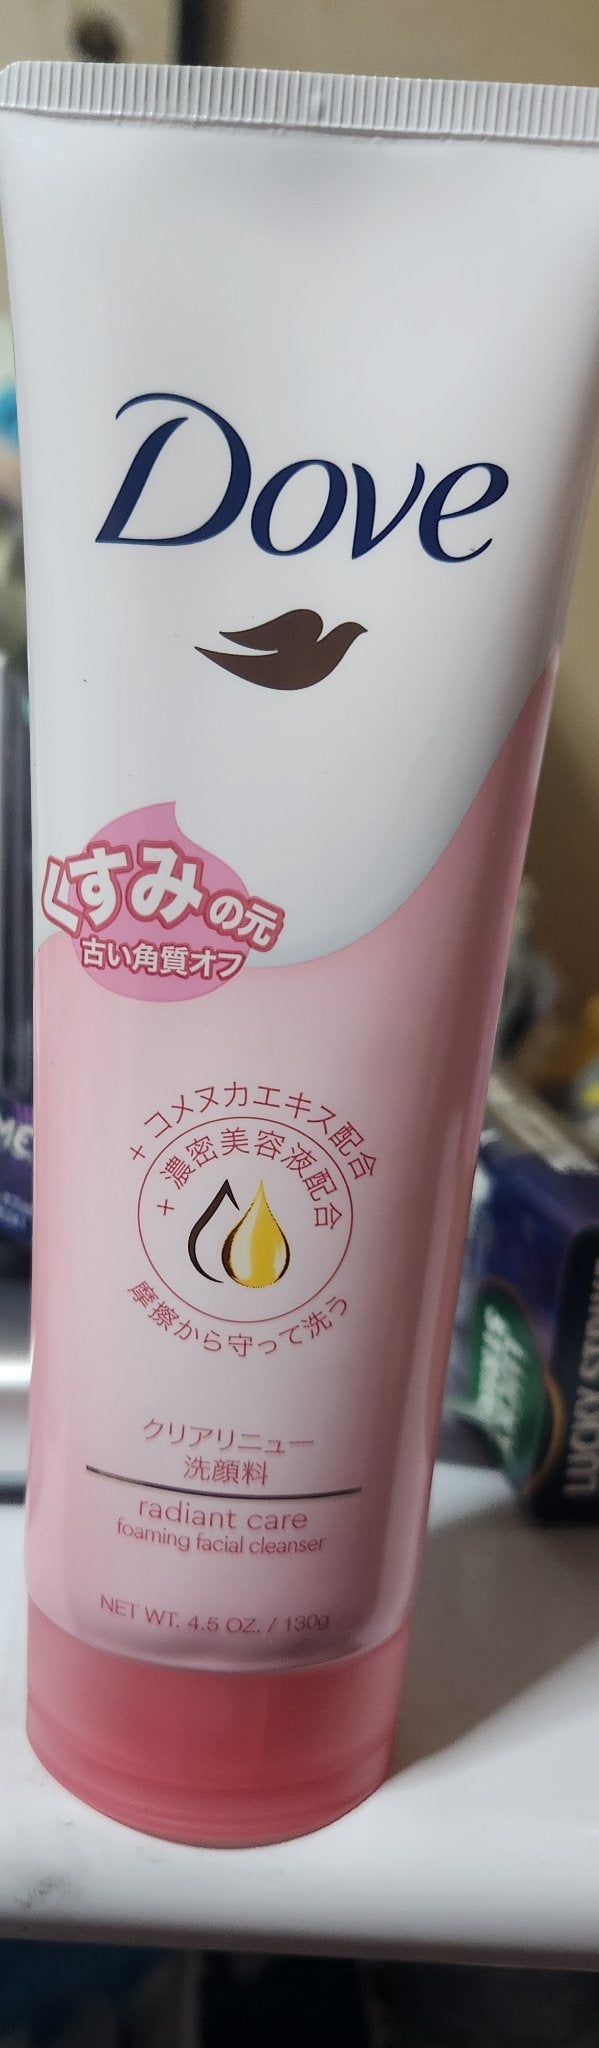 Dove
くすみの元
古い角質オフ
+ コメヌカエキス配合
+ 濃密美容液配合
摩擦から守って洗う
クリアリニュー
洗顔料
radiant care
foaming facial cleanser
NET WT. 4.5 OZ. / 130g
LUCKY STRIKE
LUCKY